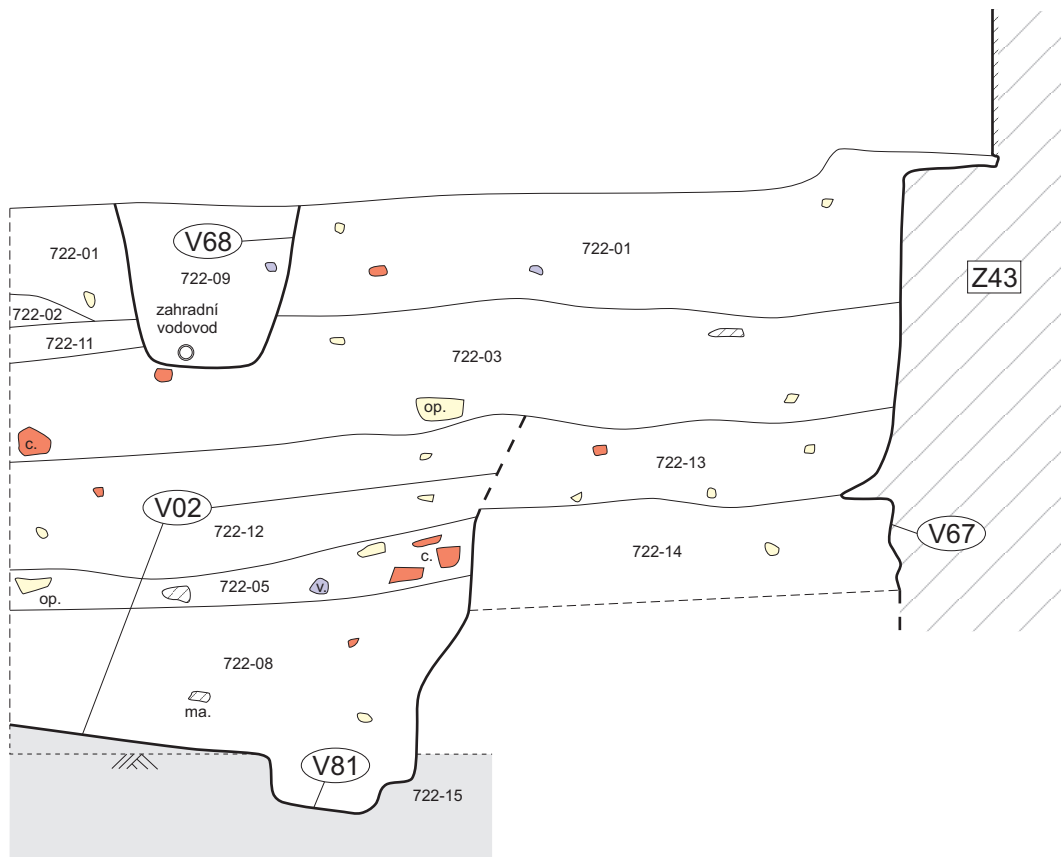 722-01
V68
722-01
722-09
Z43
722-02
zahradní
vodovod
722-11
722-03
op.
c.
722-13
V02
722-12
V67
c.
722-14
722-05
v.
op.
722-08
ma.
V81
722-15